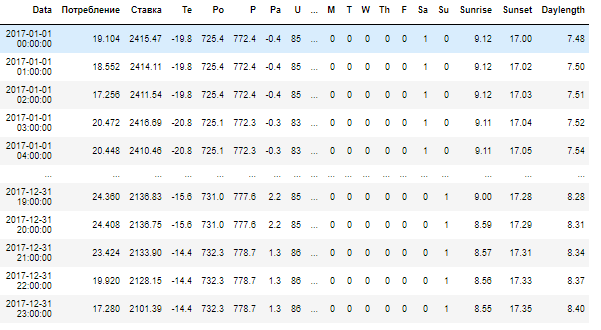 Data Потребление Ставка Te Po P Pa U ... M T W Th F Sa Su Sunrise Sunset Daylength
2017-01-01 00:00:00 19.104 2415.47 -19.8 725.4 772.4 -0.4 85 ... 0 0 0 0 0 1 0 9.12 17.00 7.48
2017-01-01 01:00:00 18.552 2414.11 -19.8 725.4 772.4 -0.4 85 ... 0 0 0 0 0 1 0 9.12 17.02 7.50
2017-01-01 02:00:00 17.256 2411.54 -19.8 725.4 772.4 -0.4 85 ... 0 0 0 0 0 1 0 9.12 17.03 7.51
2017-01-01 03:00:00 20.472 2416.69 -20.8 725.1 772.3 -0.3 83 ... 0 0 0 0 0 1 0 9.11 17.04 7.52
2017-01-01 04:00:00 20.448 2410.46 -20.8 725.1 772.3 -0.3 83 ... 0 0 0 0 0 1 0 9.11 17.05 7.54
... ... ... ... ... ... ... ... ... ... ... ... ... ... ... ... ... ... ...
2017-12-31 19:00:00 24.360 2136.83 -15.6 731.0 777.6 2.2 85 ... 0 0 0 0 0 0 1 9.00 17.28 8.28
2017-12-31 20:00:00 24.408 2136.75 -15.6 731.0 777.6 2.2 85 ... 0 0 0 0 0 0 1 8.59 17.29 8.31
2017-12-31 21:00:00 23.424 2133.90 -14.4 732.3 778.7 1.3 86 ... 0 0 0 0 0 0 1 8.57 17.31 8.34
2017-12-31 22:00:00 19.920 2128.15 -14.4 732.3 778.7 1.3 86 ... 0 0 0 0 0 0 1 8.56 17.33 8.37
2017-12-31 23:00:00 17.280 2101.39 -14.4 732.3 778.7 1.3 86 ... 0 0 0 0 0 0 1 8.55 17.35 8.40